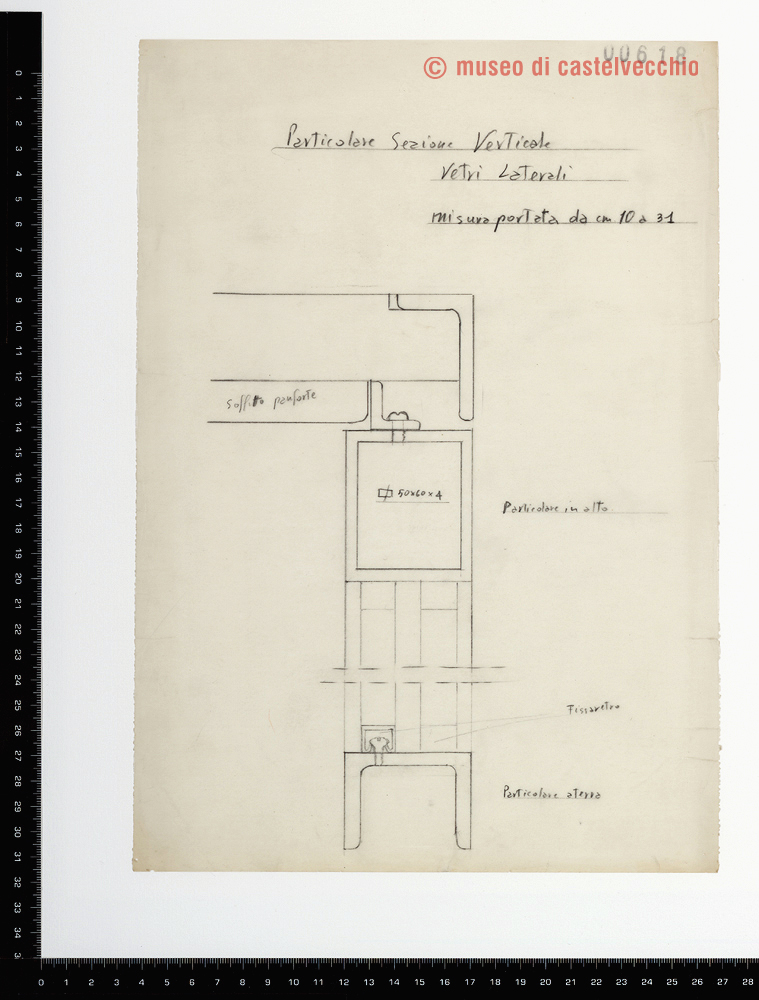 00618
© museo di castelvecchio
Particolare Sezione Verticale
Vetri Laterali
misura portata da cm 10 a 31
Soffitto panforte
50x60x4
Particolare in alto
Fissavetro
Particolare a terra
0 1 2 3 4 5 6 7 8 9 10 11 12 13 14 15 16 17 18 19 20 21 22 23 24 25 26 27 28 29 30 31 32 33 34 3
0 1 2 3 4 5 6 7 8 9 10 11 12 13 14 15 16 17 18 19 20 21 22 23 24 25 26 27 28